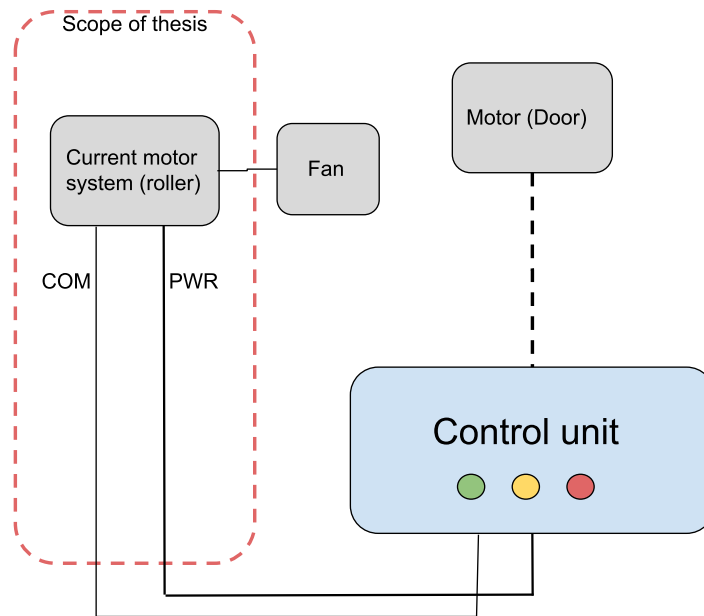 Scope of thesis
Current motor
system (roller)
Fan
Motor (Door)
COM
PWR
Control unit